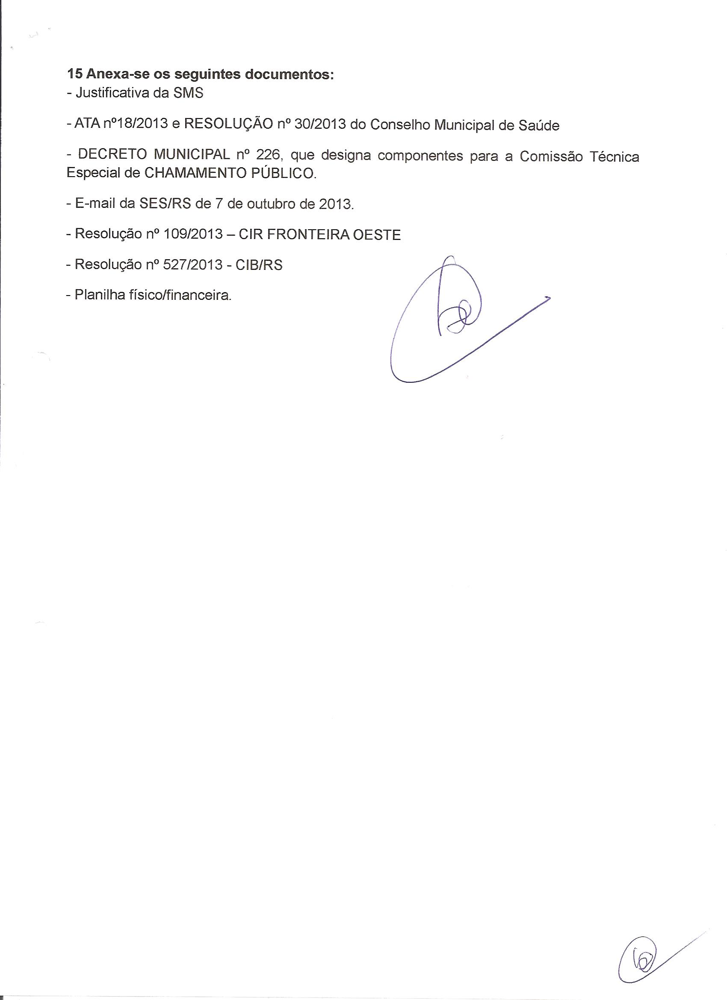 15 Anexa-se os seguintes documentos:
- Justificativa da SMS
- ATA nº18/2013 e RESOLUÇÃO nº 30/2013 do Conselho Municipal de Saúde
- DECRETO MUNICIPAL nº 226, que designa componentes para a Comissão Técnica
Especial de CHAMAMENTO PÚBLICO.
- E-mail da SES/RS de 7 de outubro de 2013.
- Resolução nº 109/2013 – CIR FRONTEIRA OESTE
- Resolução nº 527/2013 - CIB/RS
- Planilha físico/financeira.